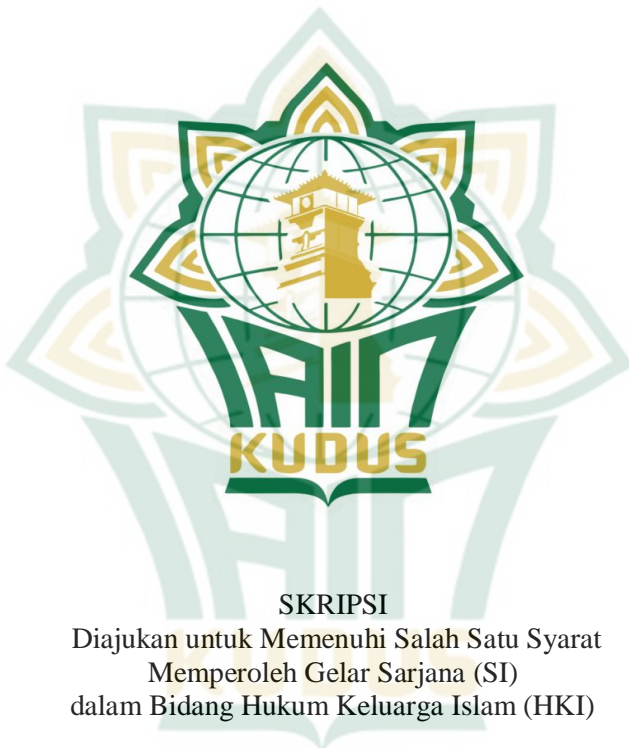 IAIN
KUDUS
SKRIPSI
Diajukan untuk Memenuhi Salah Satu Syarat
Memperoleh Gelar Sarjana (SI)
dalam Bidang Hukum Keluarga Islam (HKI)